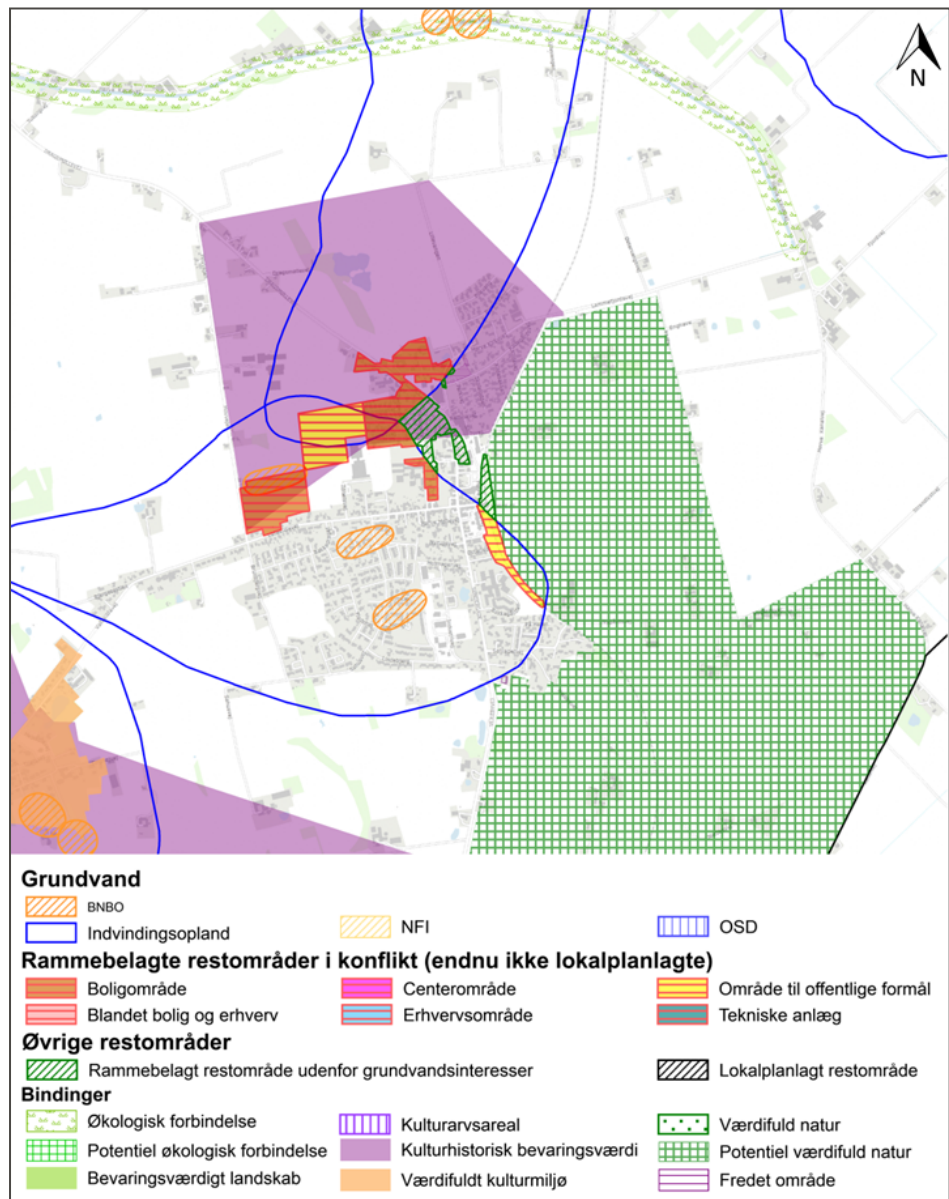 N
Grundvand
BNBO
NFI
OSD
Indvindingsopland
Rammebelagte restområder i konflikt (endnu ikke lokalplanlagte)
Boligområde
Centerområde
Område til offentlige formål
Blandet bolig og erhverv
Erhvervsområde
Tekniske anlæg
Øvrige restområder
Rammebelagt restområde udenfor grundvandsinteresser
Lokalplanlagt restområde
Bindinger
Økologisk forbindelse
Kulturarvsareal
Værdifuld natur
Potentiel økologisk forbindelse
Kulturhistorisk bevaringsværdi
Potentiel værdifuld natur
Bevaringsværdigt landskab
Værdifuldt kulturmiljø
Fredet område